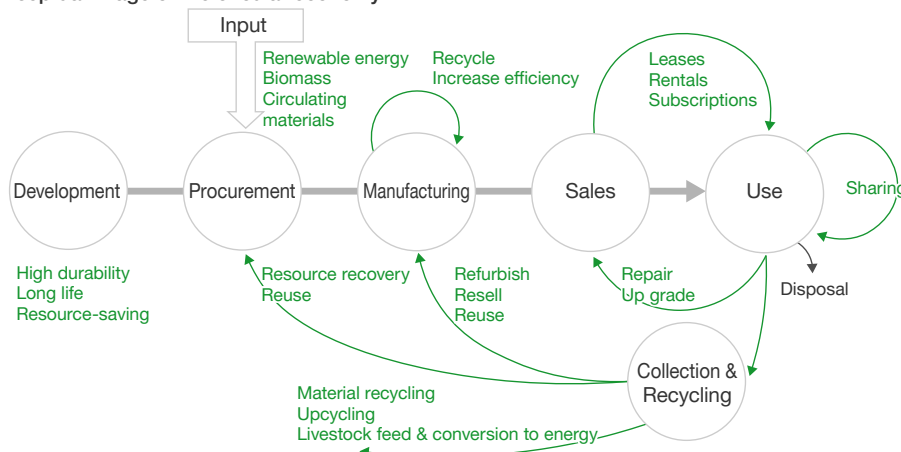 Input
Renewable energy
Biomass
Circulating
materials
Recycle
Increase efficiency
Leases
Rentals
Subscriptions
Development
Procurement
Manufacturing
Sales
Use
Sharing
High durability
Long life
Resource-saving
Resource recovery
Reuse
Refurbish
Resell
Reuse
Repair
Up grade
Disposal
Collection &
Recycling
Material recycling
Upcycling
Livestock feed & conversion to energy